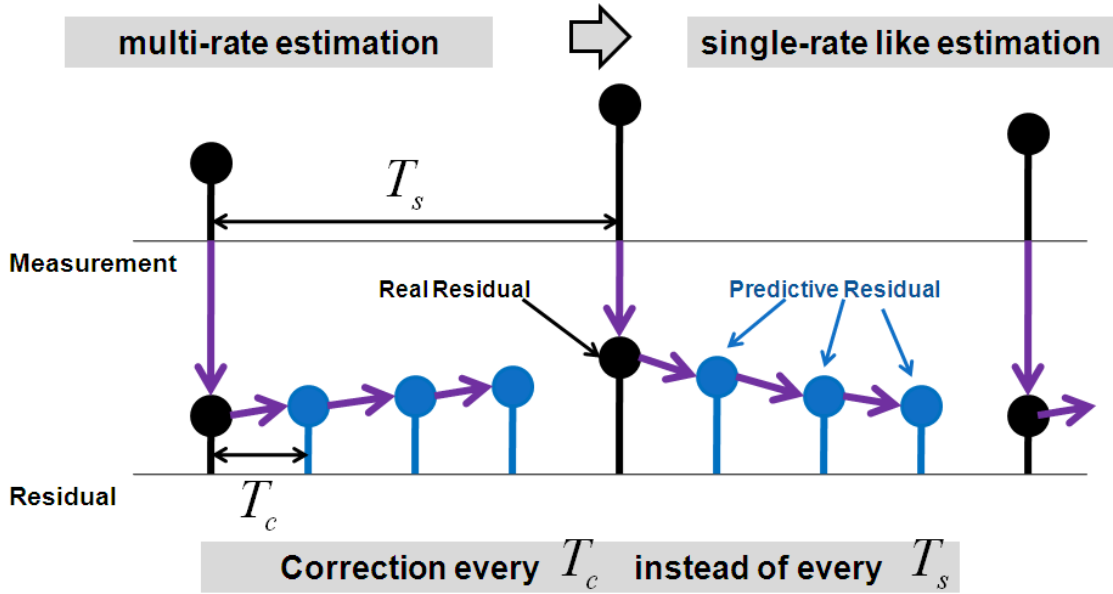 multi-rate estimation
single-rate like estimation
T_s
Measurement
Real Residual
Predictive Residual
T_c
Residual
Correction every T_c instead of every T_s